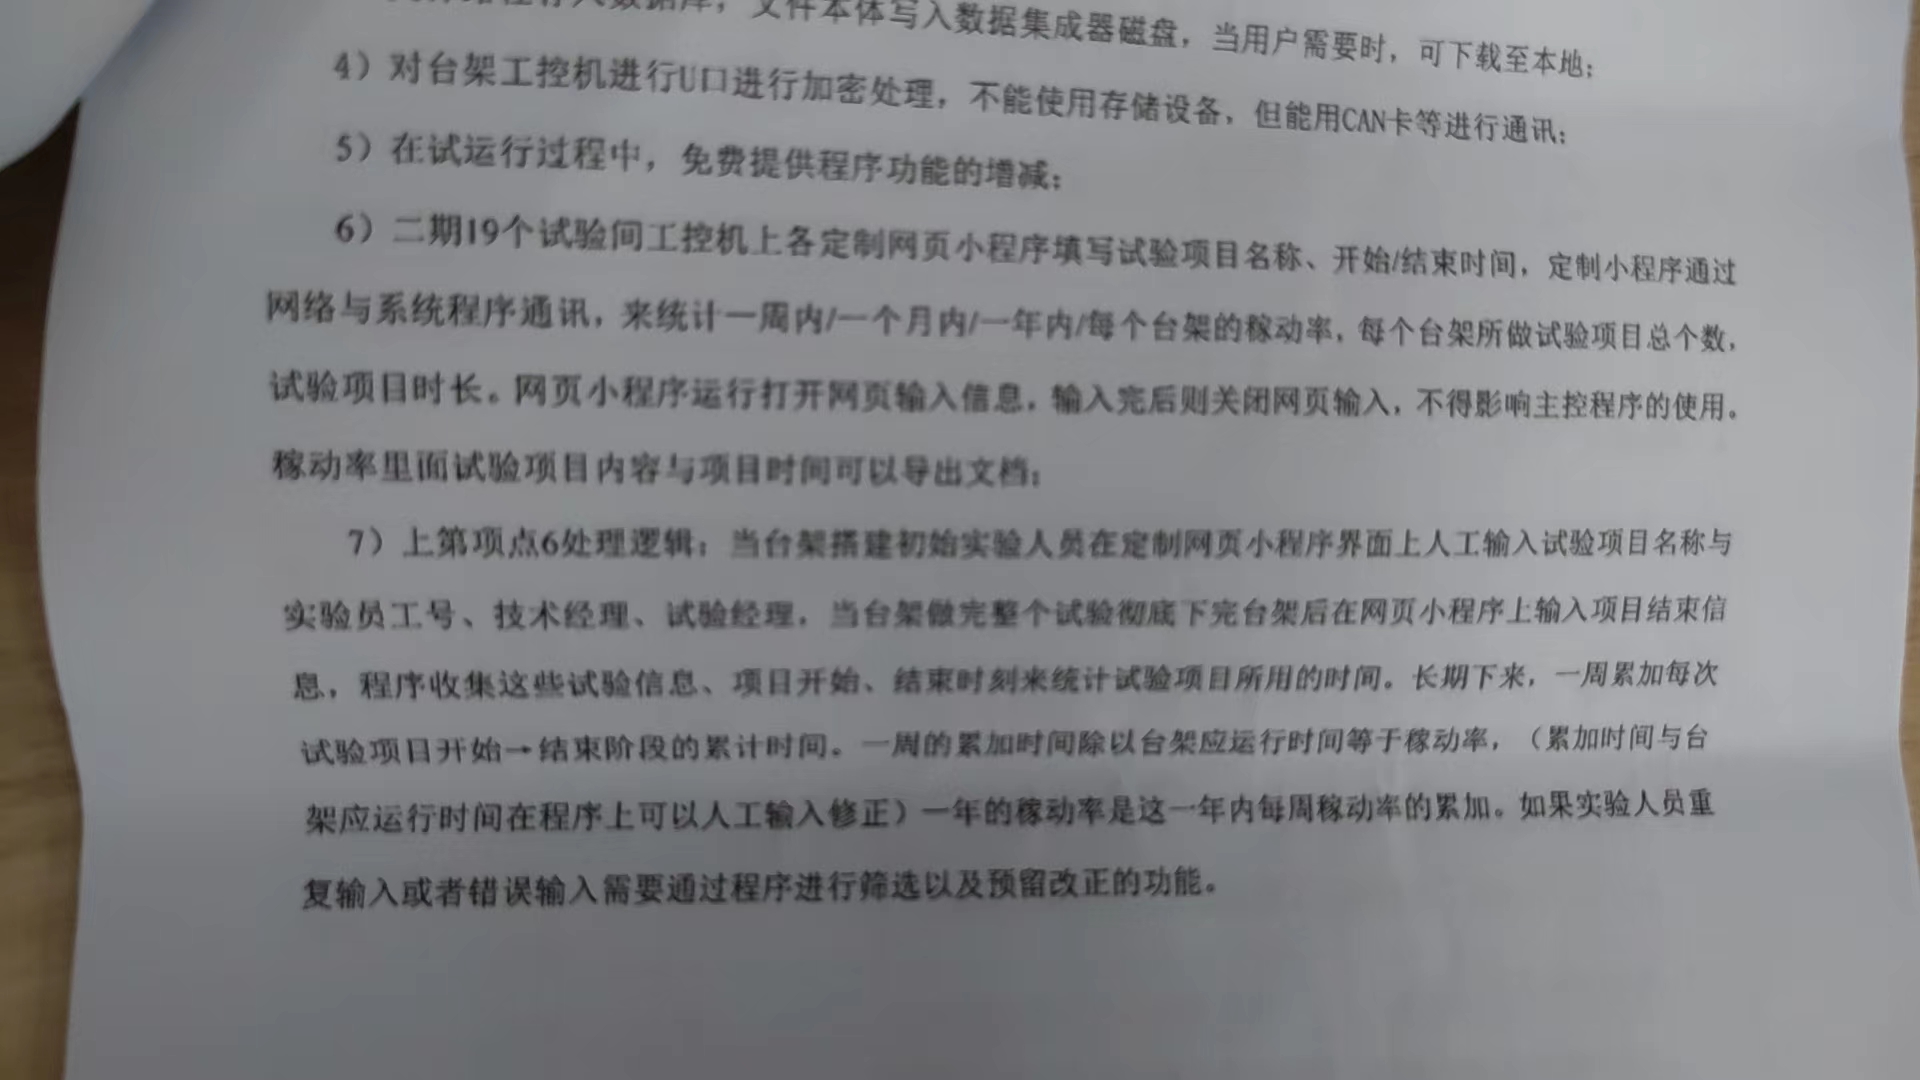 数据库，文件本体写入数据集成器磁盘，当用户需要时，可下载至本地；
4）对台架工控机进行U口进行加密处理，不能使用存储设备，但能用CAN卡等进行通讯；
5）在试运行过程中，免费提供程序功能的增减；
6）二期19个试验间工控机上各定制网页小程序填写试验项目名称、开始/结束时间，定制小程序通过
网络与系统程序通讯，来统计一周内/一个月内/一年内/每个台架的稼动率，每个台架所做试验项目总个数，
试验项目时长。网页小程序运行打开网页输入信息，输入完后则关闭网页输入，不得影响主控程序的使用。
稼动率里面试验项目内容与项目时间可以导出文档；
7）上第项点6处理逻辑：当台架搭建初始实验人员在定制网页小程序界面上人工输入试验项目名称与
实验员工号、技术经理、试验经理，当台架做完整个试验彻底下完台架后在网页小程序上输入项目结束信
息，程序收集这些试验信息、项目开始、结束时刻来统计试验项目所用的时间。长期下来，一周累加每次
试验项目开始→结束阶段的累计时间。一周的累加时间除以台架应运行时间等于稼动率，（累加时间与台
架应运行时间在程序上可以人工输入修正）一年的稼动率是这一年内每周稼动率的累加。如果实验人员重
复输入或者错误输入需要通过程序进行筛选以及预留改正的功能。